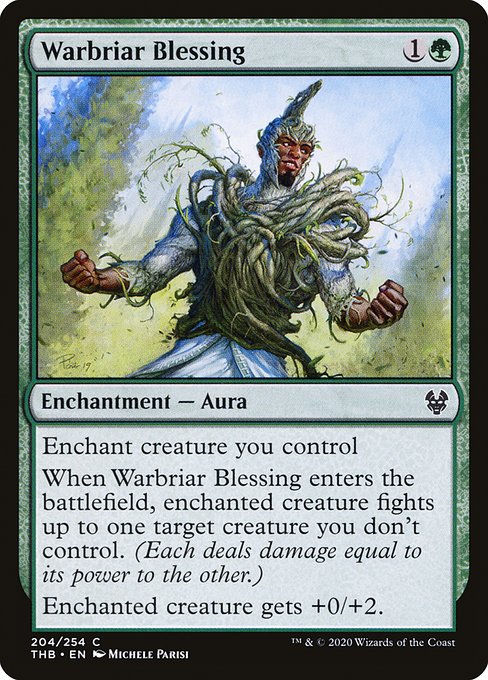 Warbriar Blessing 1
Enchantment — Aura
Enchant creature you control
When Warbriar Blessing enters the
battlefield, enchanted creature fights
up to one target creature you don't
control. (Each deals damage equal to
its power to the other.)
Enchanted creature gets +0/+2.
204/254 C
THB • EN Michele Parisi
™ & © 2020 Wizards of the Coast